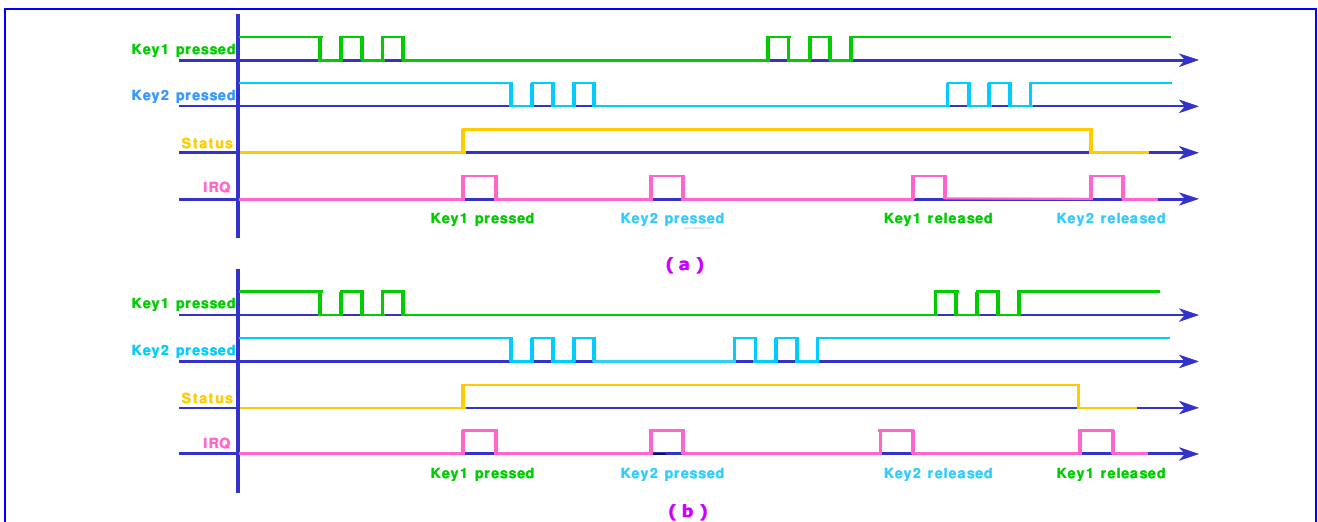 Key1 pressed
Key2 pressed
Status
IRQ
Key1 pressed Key2 pressed Key1 released Key2 released
(a)
Key1 pressed
Key2 pressed
Status
IRQ
Key1 pressed Key2 pressed Key2 released Key1 released
(b)